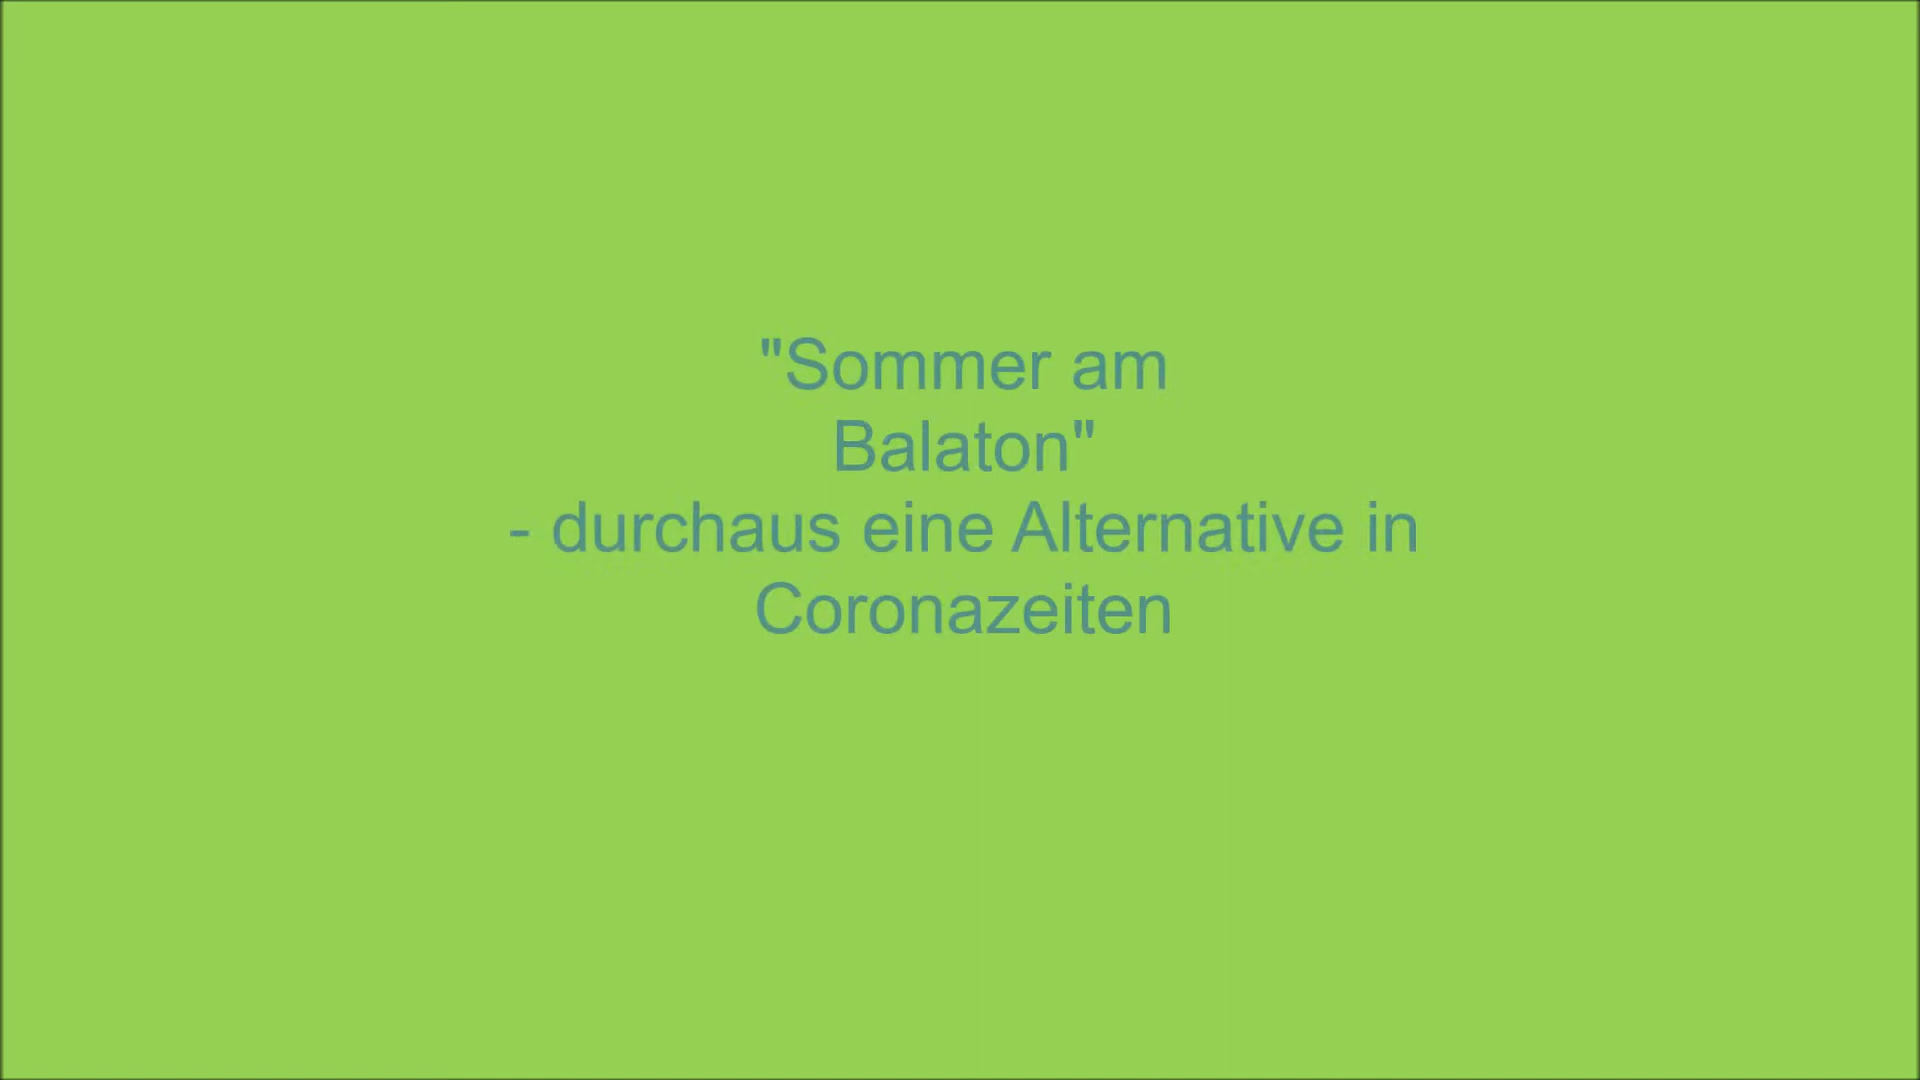 "Sommer am
Balaton"
- durchaus eine Alternative in
Coronazeiten